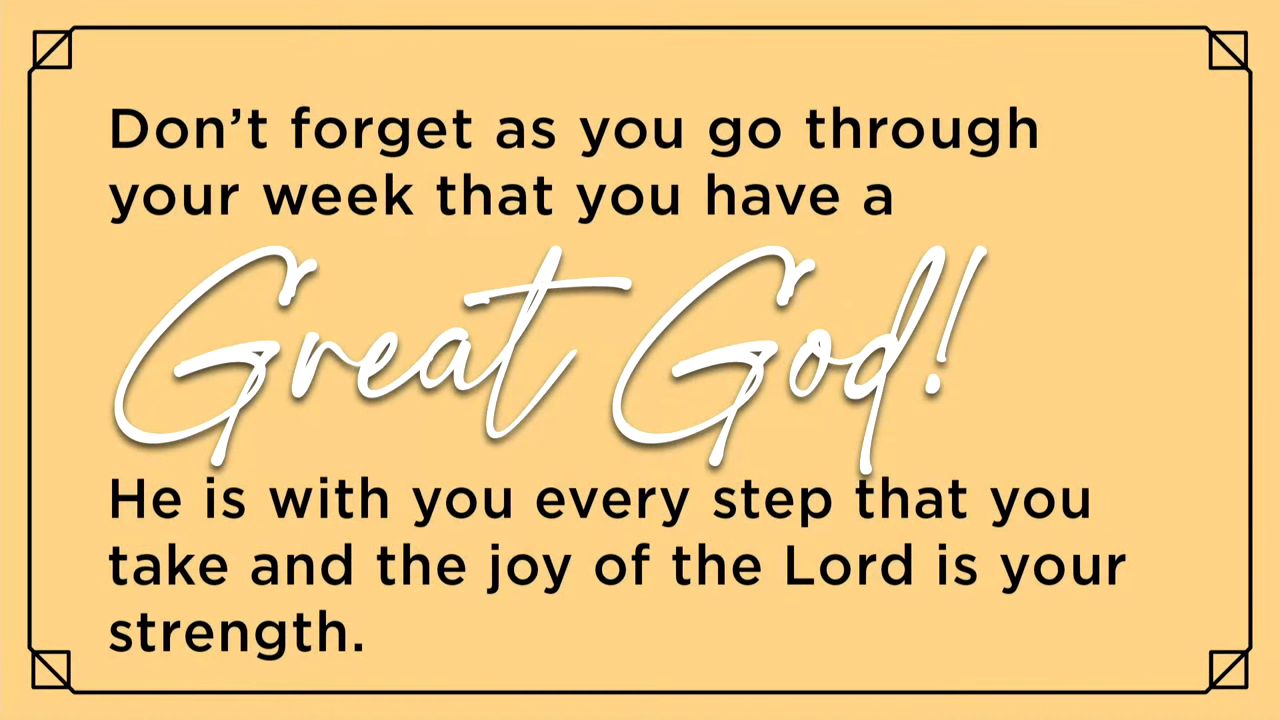 Don’t forget as you go through
your week that you have a
Great God!
He is with you every step that you
take and the joy of the Lord is your
strength.